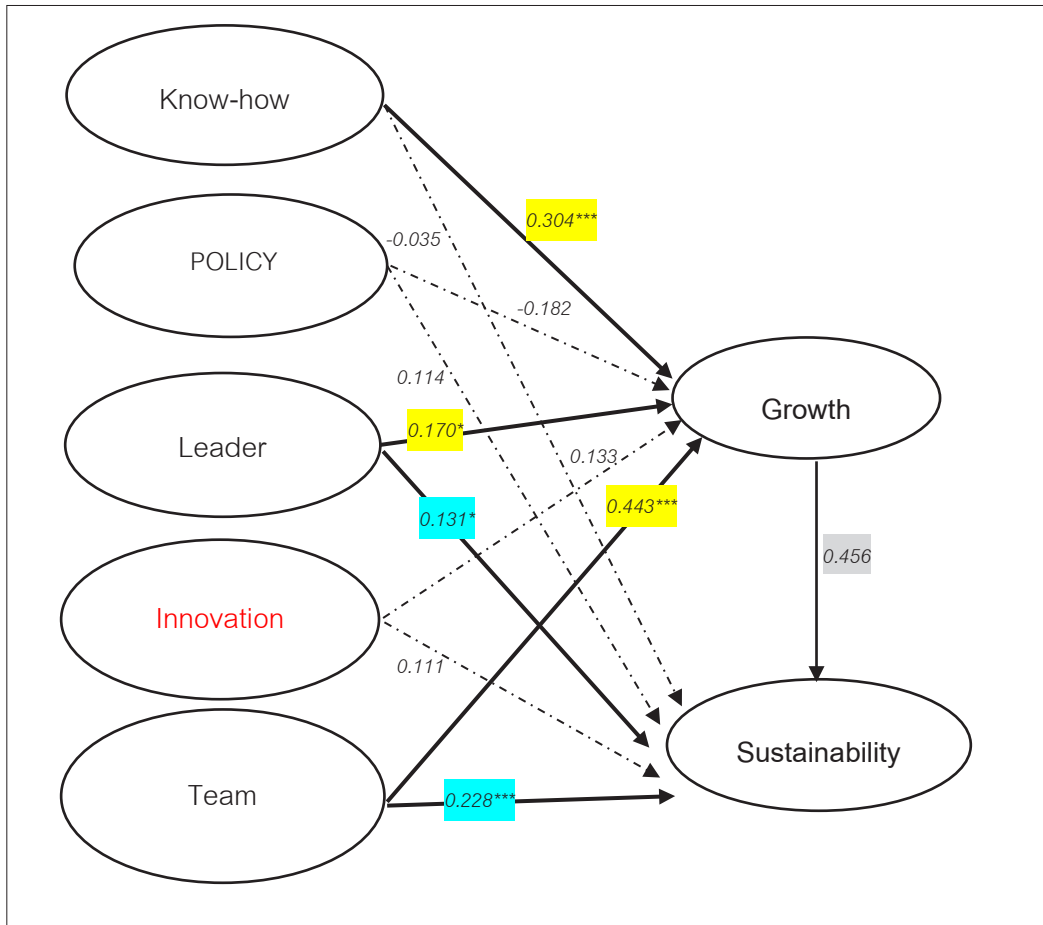 Know-how
0.304***
-0.035
POLICY
-0.182
0.114
Growth
0.170*
Leader
0.133
0.443***
0.131*
0.456
Innovation
0.111
Sustainability
Team
0.228***